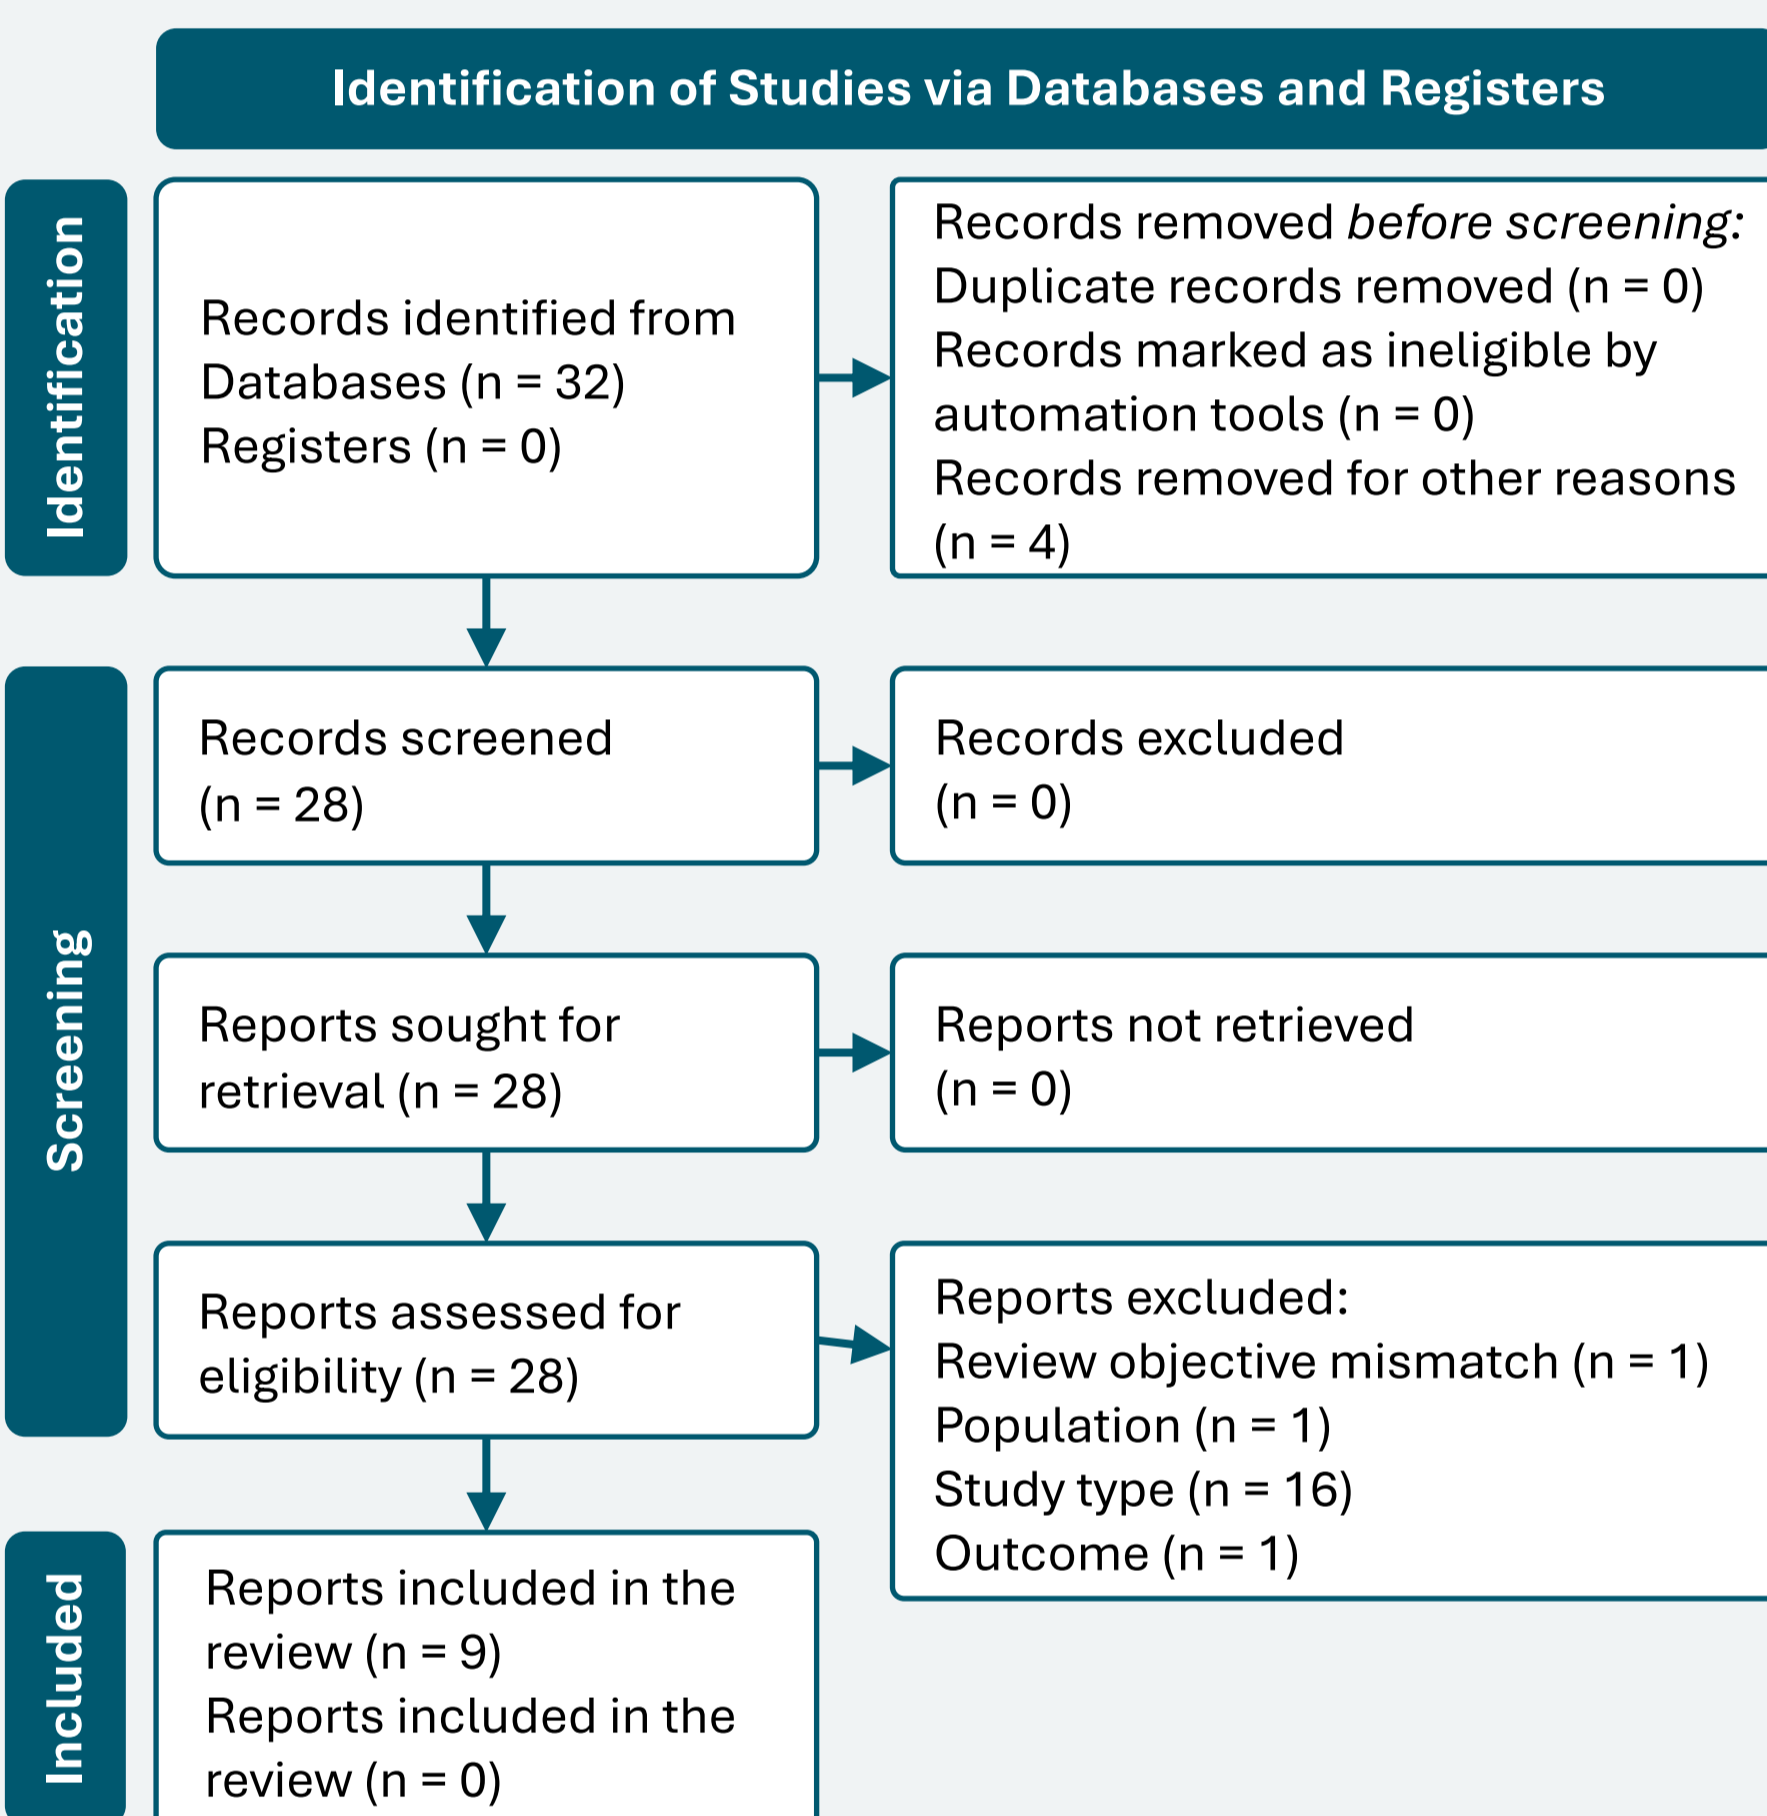 Identification of Studies via Databases and Registers
Identification
Records identified from
Databases (n = 32)
Registers (n = 0)
Records removed before screening:
Duplicate records removed (n = 0)
Records marked as ineligible by
automation tools (n = 0)
Records removed for other reasons
(n = 4)
Screening
Records screened
(n = 28)
Records excluded
(n = 0)
Reports sought for
retrieval (n = 28)
Reports not retrieved
(n = 0)
Reports assessed for
eligibility (n = 28)
Reports excluded:
Review objective mismatch (n = 1)
Population (n = 1)
Study type (n = 16)
Outcome (n = 1)
Included
Reports included in the
review (n = 9)
Reports included in the
review (n = 0)